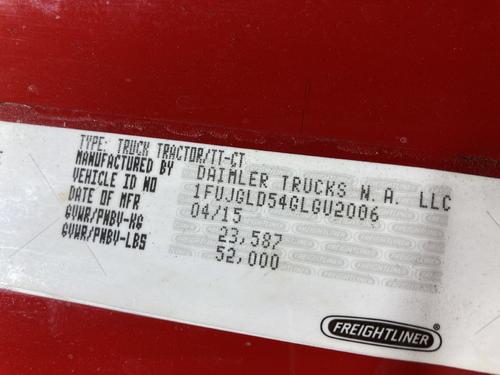 TYPE: TRUCK TRACTOR/TT-CT
MANUFACTURED BY DAIMLER TRUCKS N.A. LLC
VEHICLE ID NO 1FUJGLD54GLGV2006
DATE OF MFR 04/15
GVWR/PNBV-KG 23,587
GVWR/PNBV-LBS 52,000
FREIGHTLINER